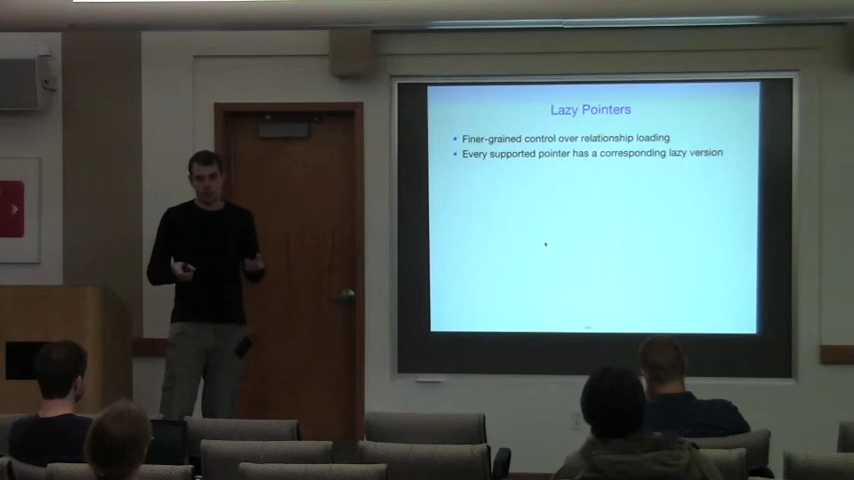 Lazy Pointers
Finer-grained control over relationship loading
Every supported pointer has a corresponding lazy version